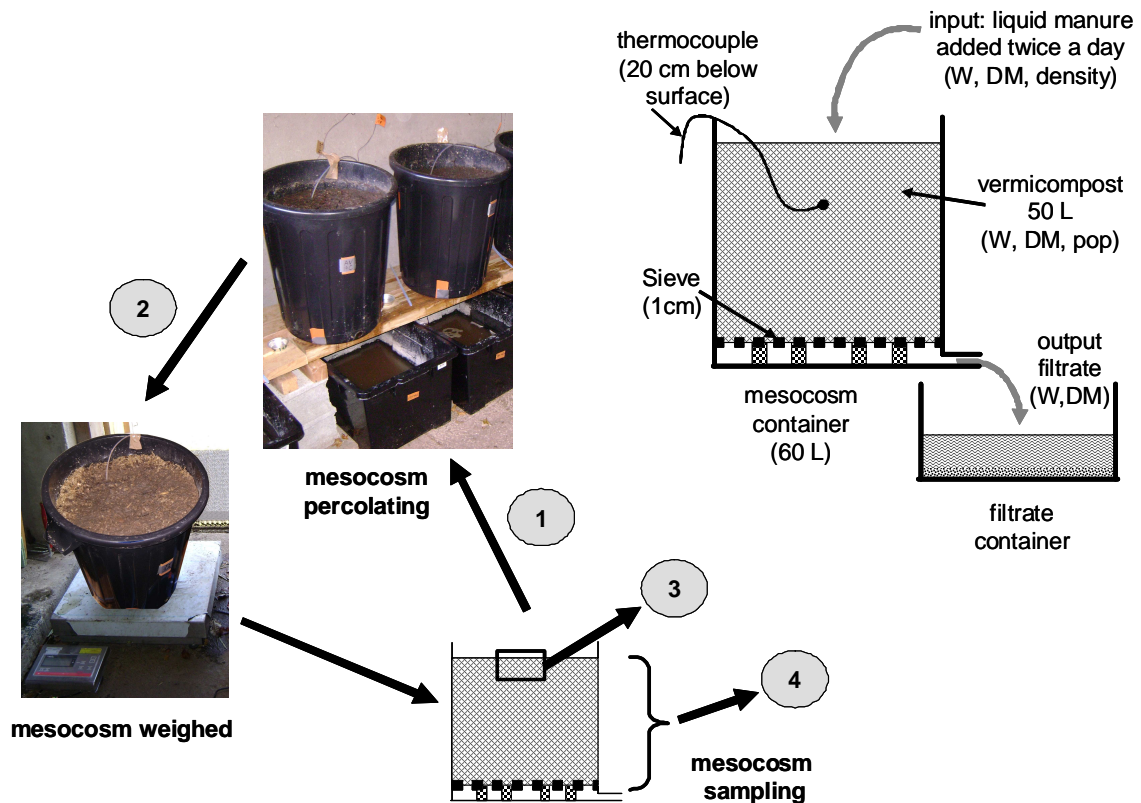 input: liquid manure
added twice a day
(W, DM, density)
thermocouple
(20 cm below
surface)
vermicompost
50 L
(W, DM, pop)
Sieve
(1cm)
output
filtrate
(W,DM)
mesocosm
container
(60 L)
filtrate
container
2
mesocosm
percolating
1
3
4
mesocosm weighed
mesocosm
sampling